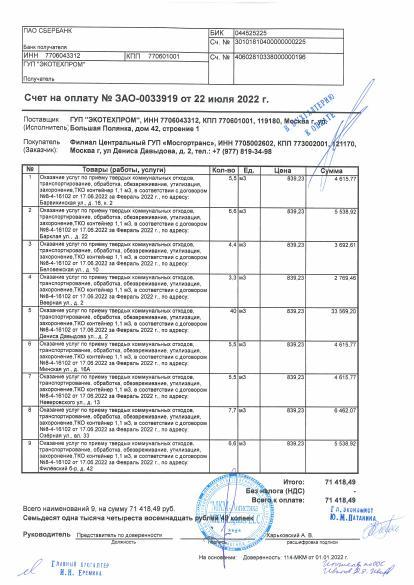 ПАО СБЕРБАНК
БИК 044525225
Банк получателя
Сч. № 30101810400000000225
ИНН 7706043312 КПП 770601001
Сч. № 40602810338000000196
ГУП "ЭКОТЕХПРОМ"
Получатель
Счет на оплату № ЗАО-0033919 от 22 июля 2022 г.
В БУХГАЛТЕРИЮ
К ОПЛАТЕ
Поставщик ГУП "ЭКОТЕХПРОМ", ИНН 7706043312, КПП 770601001, 119180, Москва г, ул.
(Исполнитель) Большая Полянка, дом 42, строение 1
Покупатель Филиал Центральный ГУП «Мосгортранс», ИНН 7705002602, КПП 773002001, 121170,
(Заказчик): Москва г, ул Дениса Давыдова, д. 2, тел.: +7 (977) 819-34-98
№ Товары (работы, услуги) Кол-во Ед. Цена Сумма
1 Оказание услуг по приему твердых коммунальных отходов, 5,5 м3 839,23 4 615,77
транспортирование, обработка, обезвреживание, утилизация,
захоронение,ТКО контейнер 1,1 м3, в соответствии с договором
№8-4-16102 от 17.06.2022 за Февраль 2022 г., по адресу:
Барвихинская ул., д. 16, к.2
2 Оказание услуг по приему твердых коммунальных отходов, 6,6 м3 839,23 5 538,92
транспортирование, обработка, обезвреживание, утилизация,
захоронение,ТКО контейнер 1,1 м3, в соответствии с договором
№8-4-16102 от 17.06.2022 за Февраль 2022 г., по адресу:
Барклая ул., д. 22
3 Оказание услуг по приему твердых коммунальных отходов, 4,4 м3 839,23 3 692,61
транспортирование, обработка, обезвреживание, утилизация,
захоронение,ТКО контейнер 1,1 м3, в соответствии с договором
№8-4-16102 от 17.06.2022 за Февраль 2022 г., по адресу:
Беловежская ул., д. 10
4 Оказание услуг по приему твердых коммунальных отходов, 3,3 м3 839,23 2 769,46
транспортирование, обработка, обезвреживание, утилизация,
захоронение,ТКО контейнер 1,1 м3, в соответствии с договором
№8-4-16102 от 17.06.2022 за Февраль 2022 г., по адресу:
Веерная ул., д. 2
5 Оказание услуг по приему твердых коммунальных отходов, 40 м3 839,23 33 569,20
транспортирование, обработка, обезвреживание, утилизация,
захоронение,ТКО контейнер 1,1 м3, в соответствии с договором
№8-4-16102 от 17.06.2022 за Февраль 2022 г., по адресу:
Дениса Давыдова ул., д. 2
6 Оказание услуг по приему твердых коммунальных отходов, 5,5 м3 839,23 4 615,77
транспортирование, обработка, обезвреживание, утилизация,
захоронение,ТКО контейнер 1,1 м3, в соответствии с договором
№8-4-16102 от 17.06.2022 за Февраль 2022 г., по адресу:
Минская ул., д. 16А
7 Оказание услуг по приему твердых коммунальных отходов, 5,5 м3 839,23 4 615,77
транспортирование, обработка, обезвреживание, утилизация,
захоронение,ТКО контейнер 1,1 м3, в соответствии с договором
№8-4-16102 от 17.06.2022 за Февраль 2022 г., по адресу:
Неверовского ул., д. 13
8 Оказание услуг по приему твердых коммунальных отходов, 7,7 м3 839,23 6 462,07
транспортирование, обработка, обезвреживание, утилизация,
захоронение,ТКО контейнер 1,1 м3, в соответствии с договором
№8-4-16102 от 17.06.2022 за Февраль 2022 г., по адресу:
Озёрная ул., вл. 33
9 Оказание услуг по приему твердых коммунальных отходов, 6,6 м3 839,23 5 538,92
транспортирование, обработка, обезвреживание, утилизация,
захоронение,ТКО контейнер 1,1 м3, в соответствии с договором
№8-4-16102 от 17.06.2022 за Февраль 2022 г., по адресу:
Филёвский б-р, д. 42
Итого: 71 418,49
Без налога (НДС) -
Всего к оплате: 71 418,49
Всего наименований 9, на сумму 71 418,49 руб.
Семьдесят одна тысяча четыреста восемнадцать рублей 49 копеек
ГЛ. ЭКОНОМИСТ
Руководитель Представитель по доверенности Харьковский А. В.
Должность расшифровка подписи
На основании: Доверенность: 114-МКМ от 01.01.2022 г.
ГЛАВНЫЙ БУХГАЛТЕР
И.Н. ЕРЕМИНА